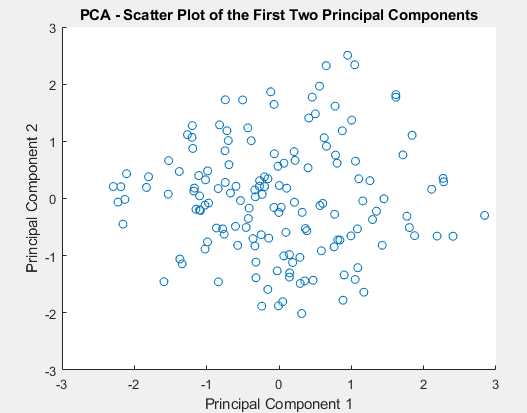 PCA - Scatter Plot of the First Two Principal Components
3
2
1
0
-1
-2
-3
Principal Component 2
-3 -2 -1 0 1 2 3
Principal Component 1